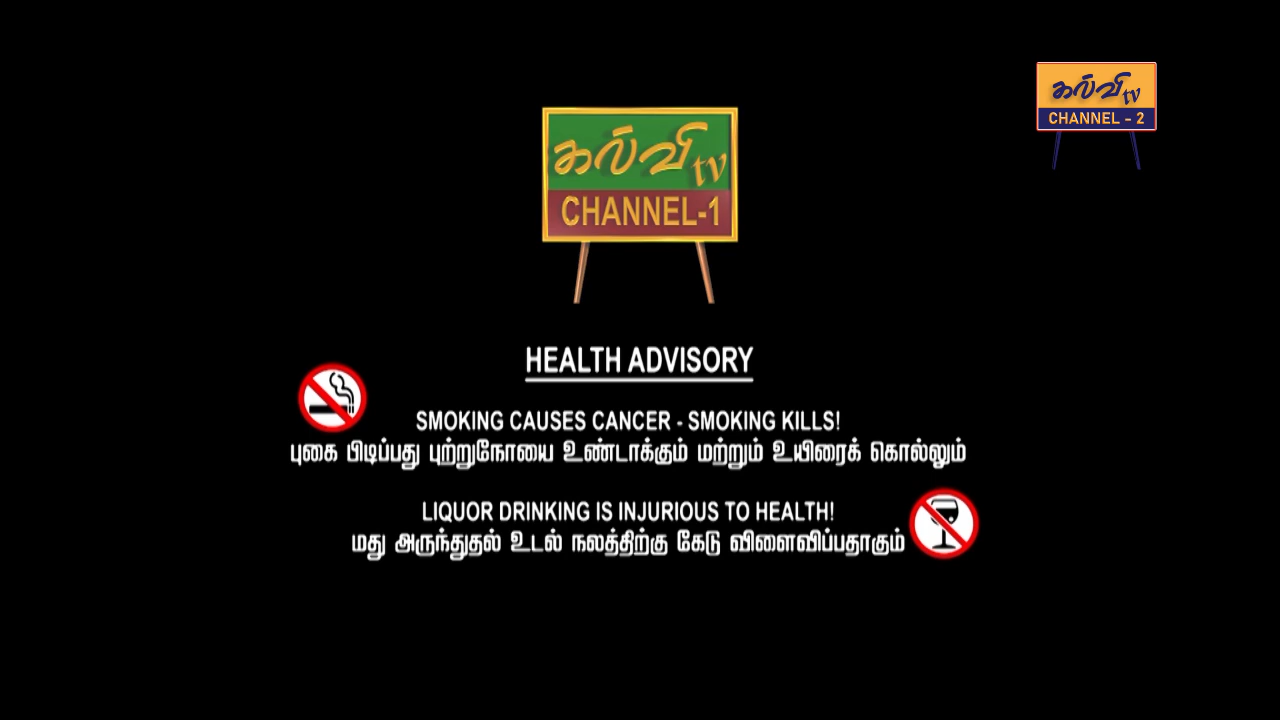 கல்வி tv
CHANNEL - 2
கல்வி tv
CHANNEL-1
HEALTH ADVISORY
SMOKING CAUSES CANCER - SMOKING KILLS!
புகை பிடிப்பது புற்றுநோயை உண்டாக்கும் மற்றும் உயிரைக் கொல்லும்
LIQUOR DRINKING IS INJURIOUS TO HEALTH!
மது அருந்துதல் உடல் நலத்திற்கு கேடு விளைவிப்பதாகும்